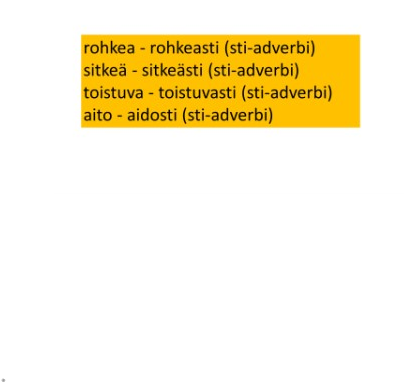 rohkea - rohkeasti (sti-adverbi)
sitkeä - sitkeästi (sti-adverbi)
toistuva - toistuvasti (sti-adverbi)
aito - aidosti (sti-adverbi)